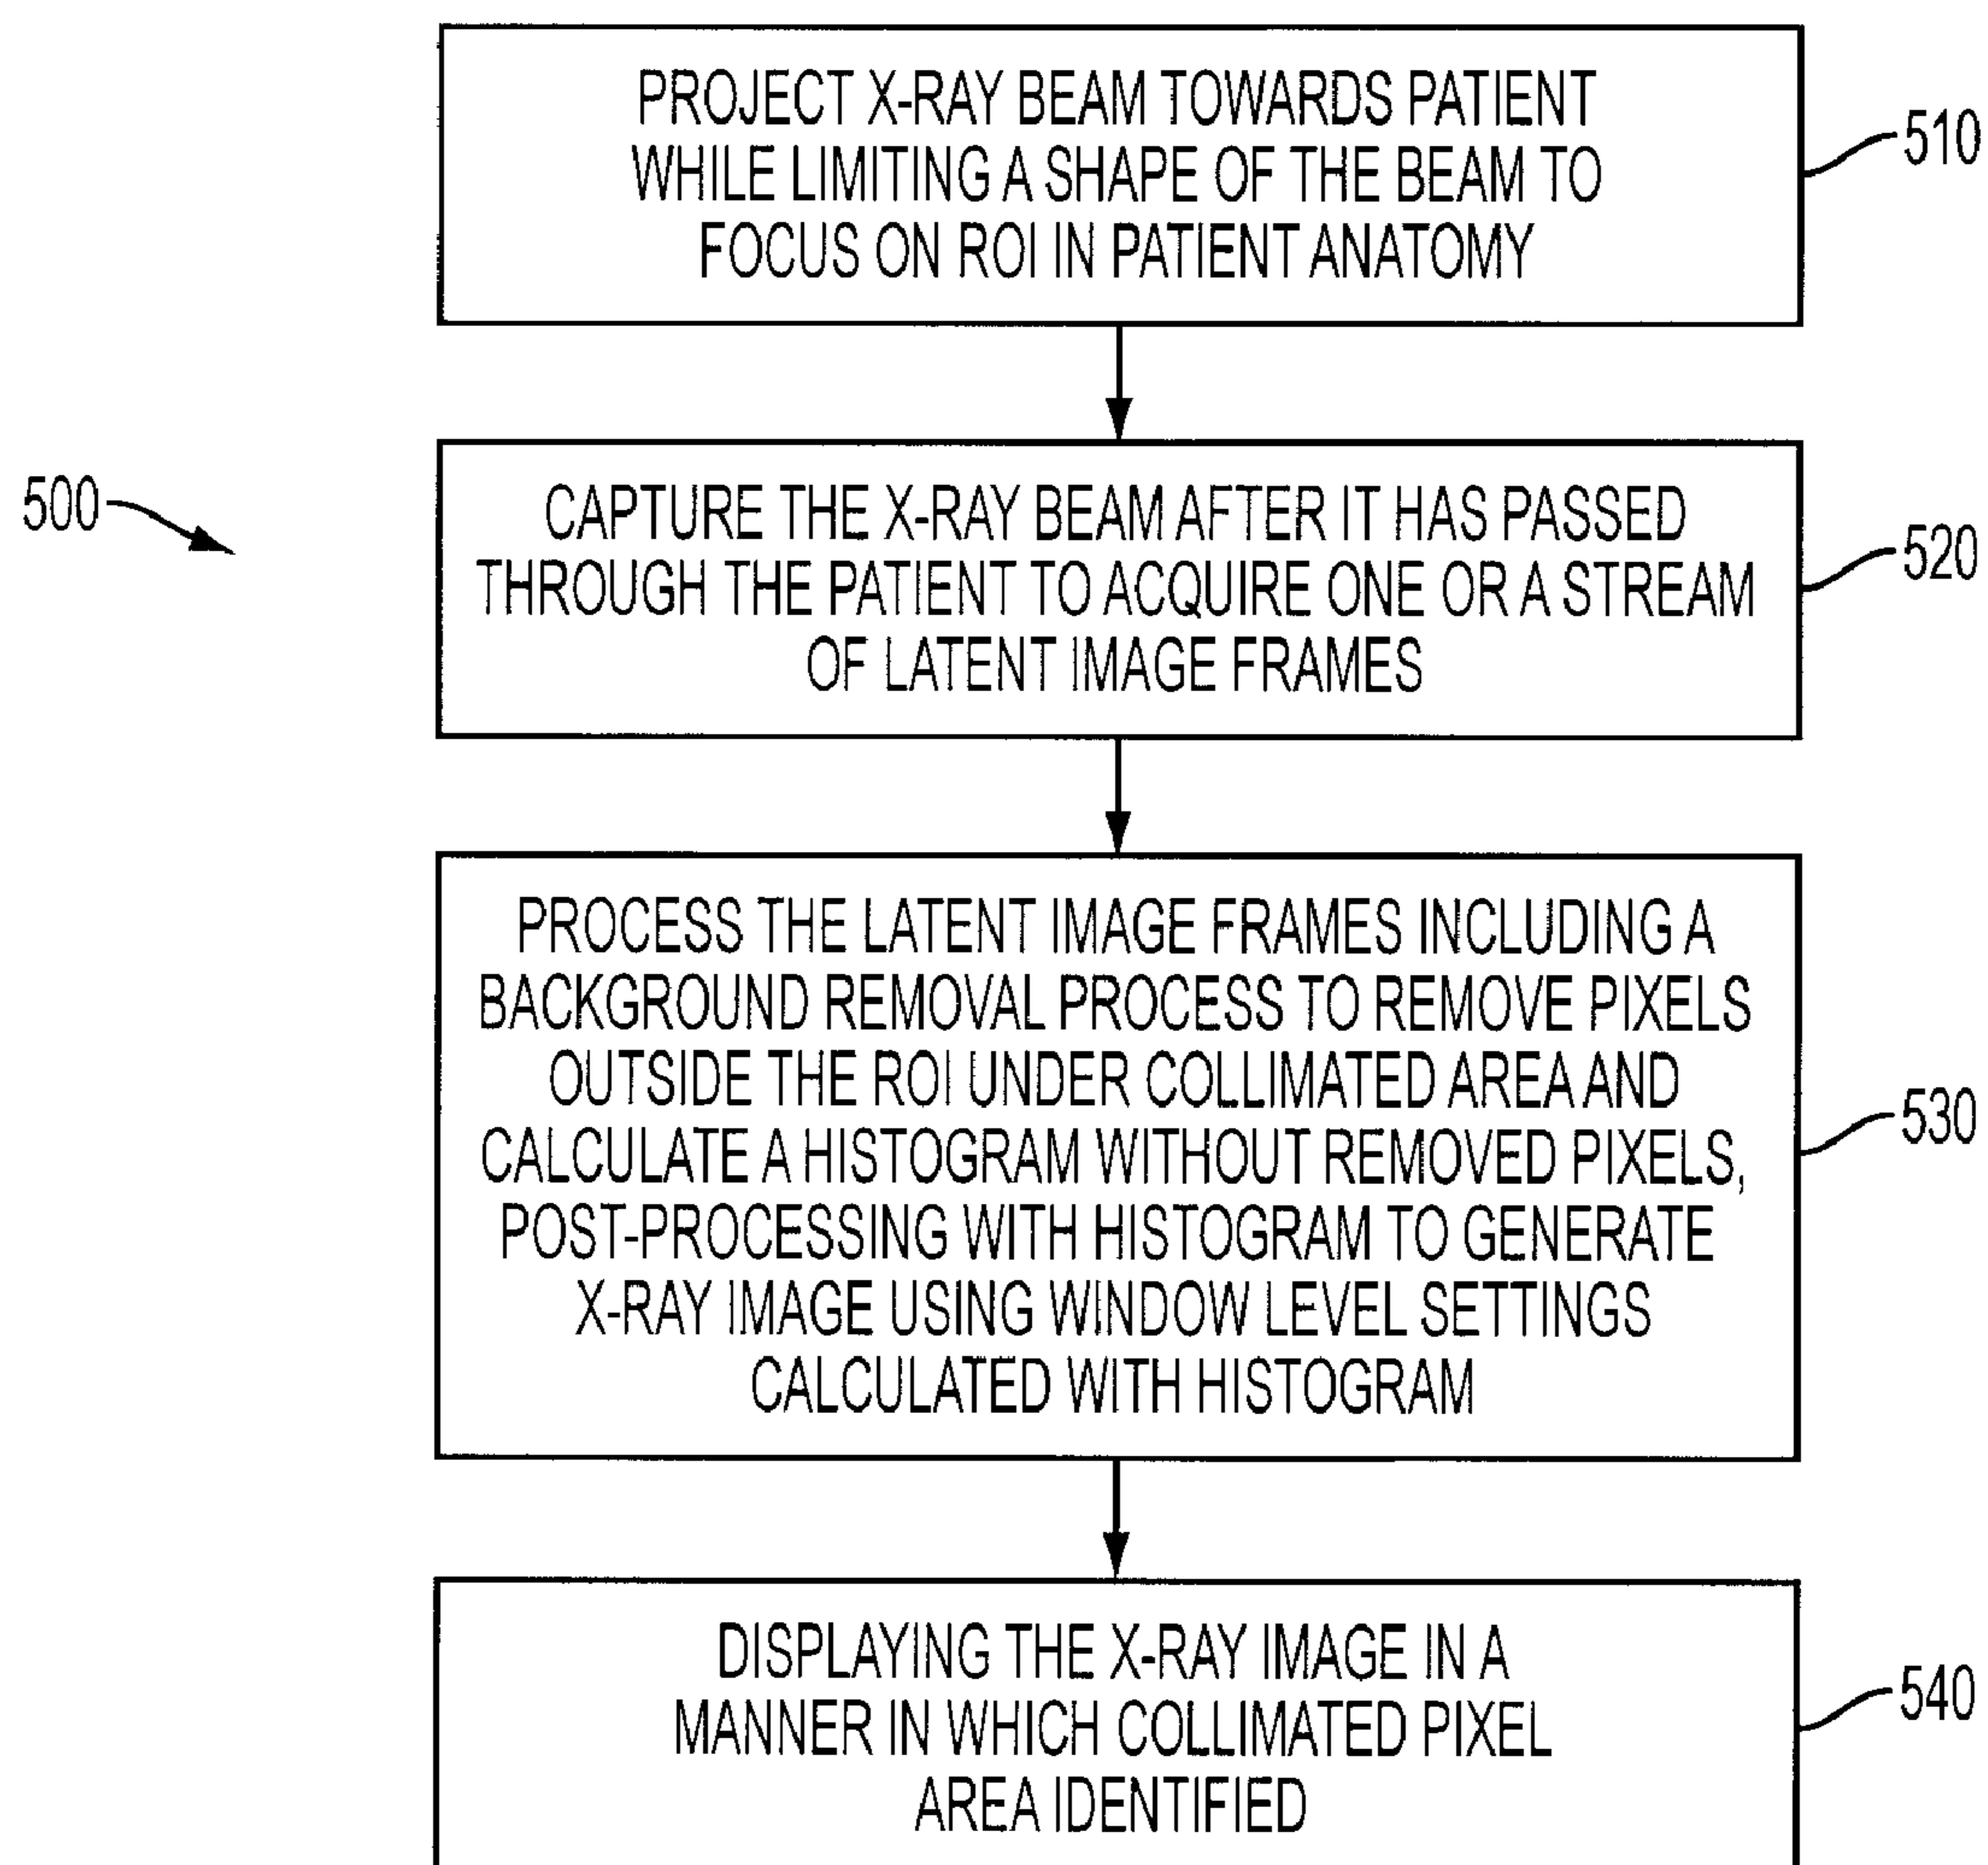 PROJECT X-RAY BEAM TOWARDS PATIENT
WHILE LIMITING A SHAPE OF THE BEAM TO
FOCUS ON ROI IN PATIENT ANATOMY
510
500
CAPTURE THE X-RAY BEAM AFTER IT HAS PASSED
THROUGH THE PATIENT TO ACQUIRE ONE OR A STREAM
OF LATENT IMAGE FRAMES
520
PROCESS THE LATENT IMAGE FRAMES INCLUDING A
BACKGROUND REMOVAL PROCESS TO REMOVE PIXELS
OUTSIDE THE ROI UNDER COLLIMATED AREA AND
CALCULATE A HISTOGRAM WITHOUT REMOVED PIXELS,
POST-PROCESSING WITH HISTOGRAM TO GENERATE
X-RAY IMAGE USING WINDOW LEVEL SETTINGS
CALCULATED WITH HISTOGRAM
530
DISPLAYING THE X-RAY IMAGE IN A
MANNER IN WHICH COLLIMATED PIXEL
AREA IDENTIFIED
540